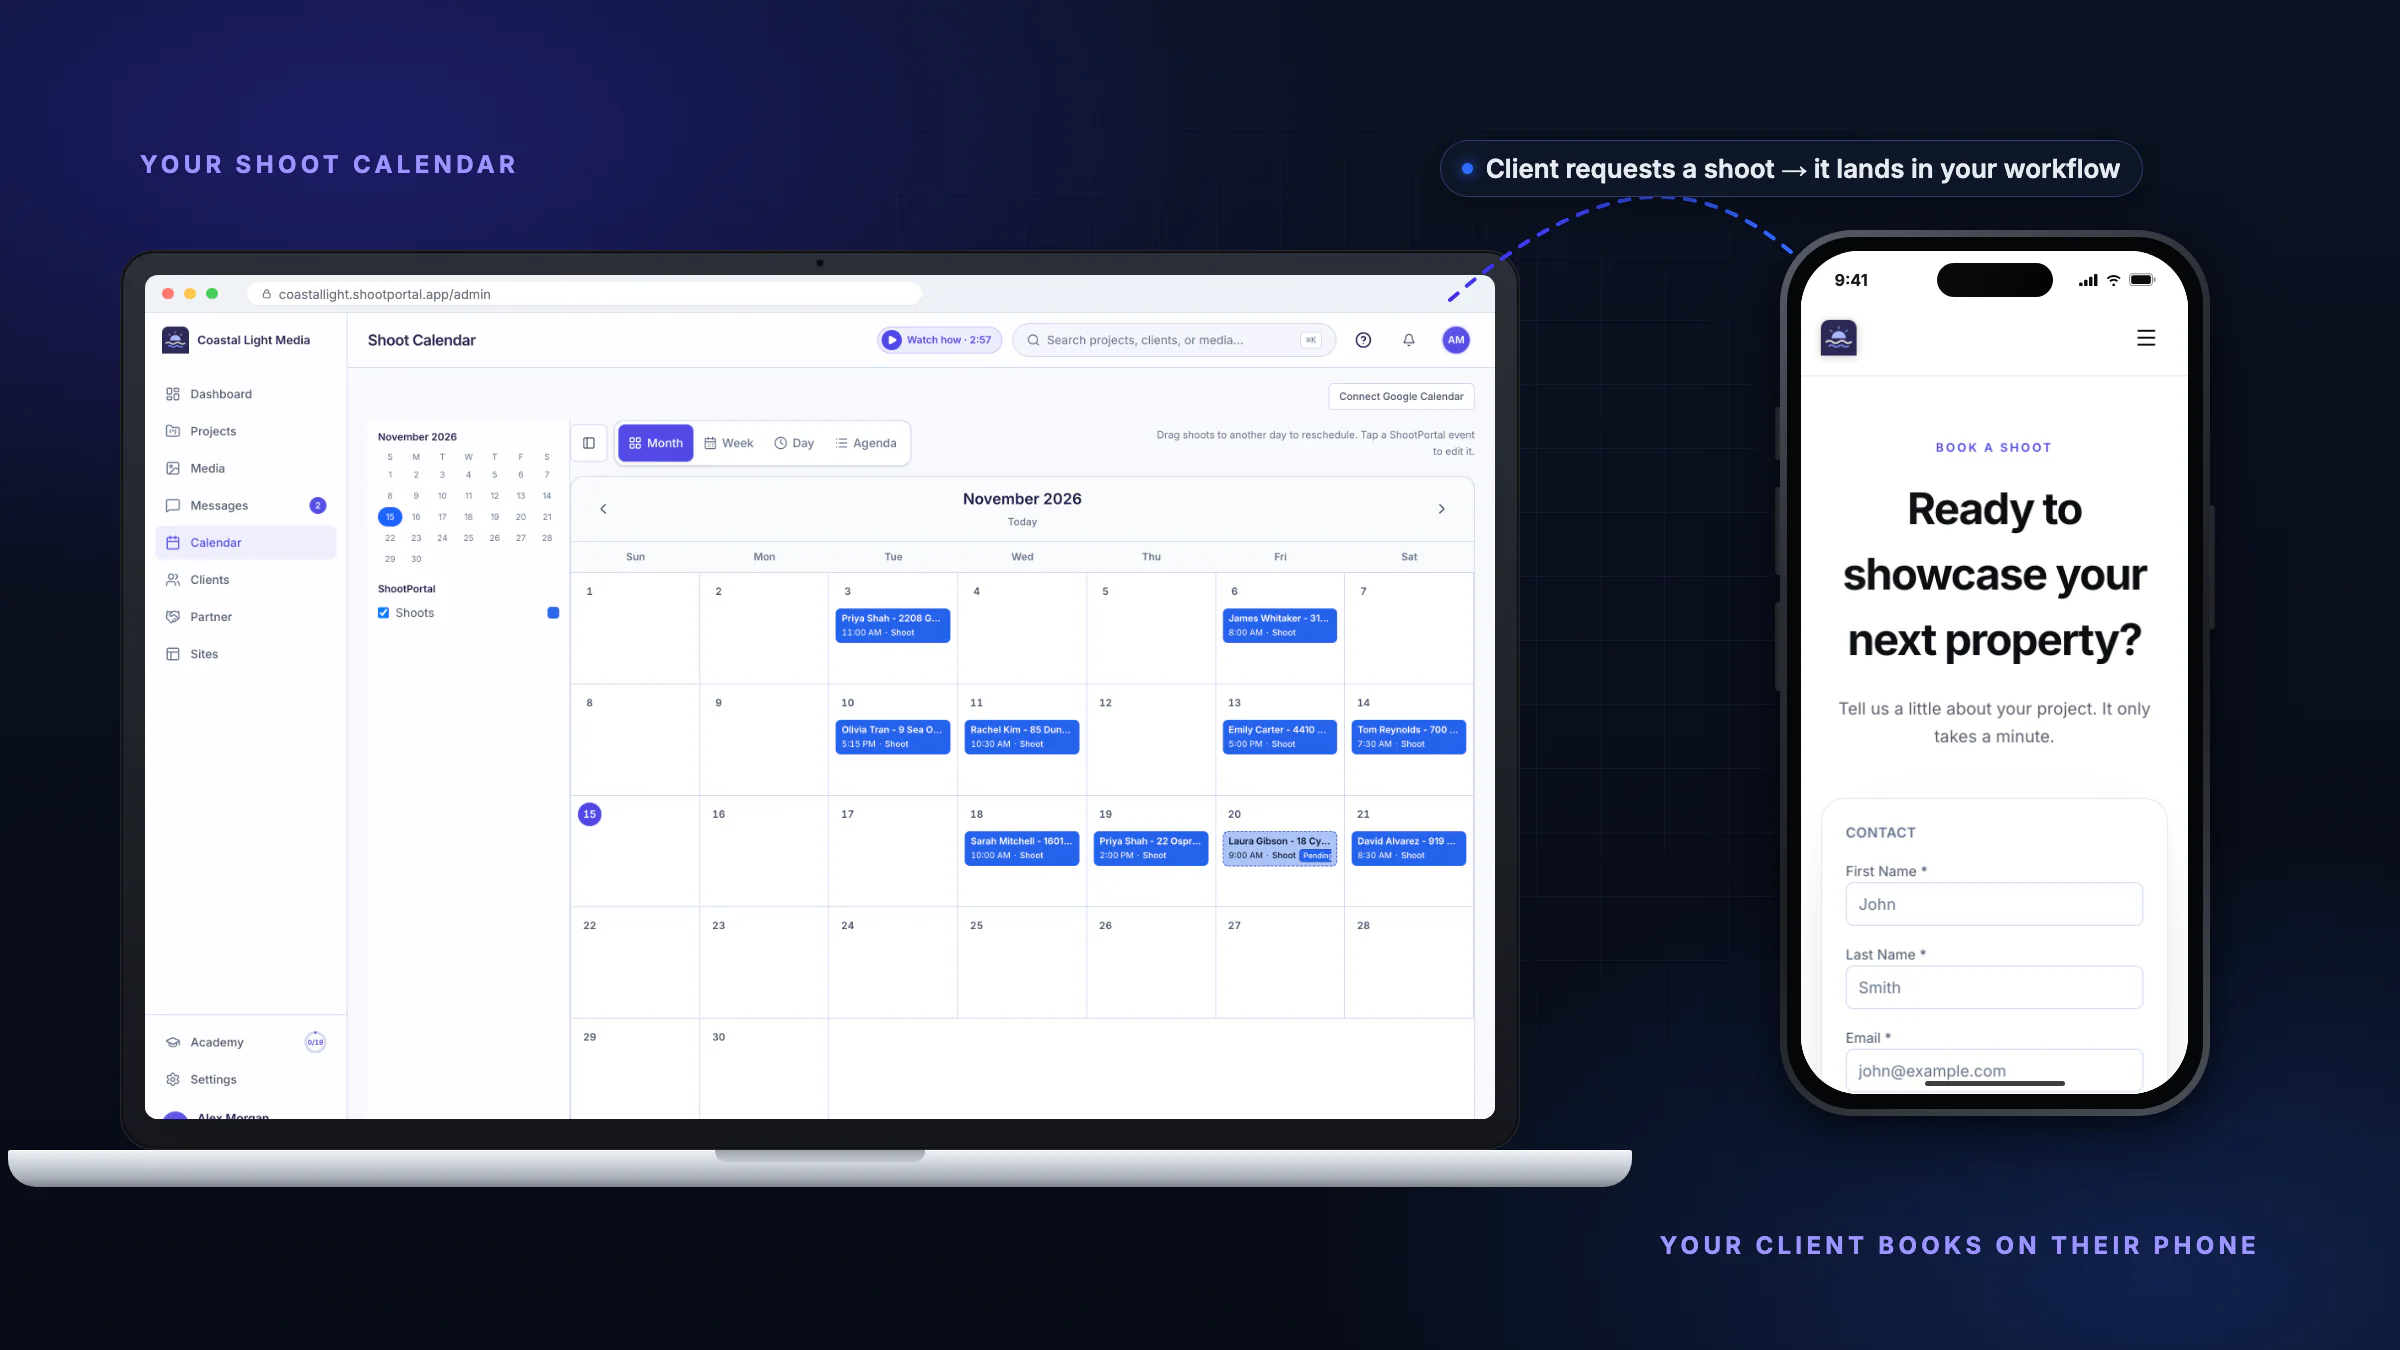 YOUR SHOOT CALENDAR
Client requests a shoot → it lands in your workflow
coastallight.shootportal.app/admin
Coastal Light Media
Dashboard
Projects
Media
Messages 2
Calendar
Clients
Partner
Sites
Academy 0/19
Settings
Alex Morgan
Shoot Calendar
Watch how · 2:57
Search projects, clients, or media... ⌘K
AM
Connect Google Calendar
November 2026
S M T W T F S
1 2 3 4 5 6 7
8 9 10 11 12 13 14
15 16 17 18 19 20 21
22 23 24 25 26 27 28
29 30
ShootPortal
Shoots
Month Week Day Agenda
Drag shoots to another day to reschedule. Tap a ShootPortal event
to edit it.
November 2026
Today
Sun Mon Tue Wed Thu Fri Sat
1 2 3 4 5 6 7
Priya Shah - 2208 G... James Whitaker - 31...
11:00 AM · Shoot 8:00 AM · Shoot
8 9 10 11 12 13 14
Olivia Tran - 9 Sea O... Rachel Kim - 85 Dun... Emily Carter - 4410 ... Tom Reynolds - 700 ...
5:15 PM · Shoot 10:30 AM · Shoot 5:00 PM · Shoot 7:30 AM · Shoot
15 16 17 18 19 20 21
Sarah Mitchell - 1601... Priya Shah - 22 Ospr... Laura Gibson - 18 Cy... David Alvarez - 919 ...
10:00 AM · Shoot 2:00 PM · Shoot 9:00 AM · Shoot Pending 8:30 AM · Shoot
22 23 24 25 26 27 28
29 30
9:41
BOOK A SHOOT
Ready to
showcase your
next property?
Tell us a little about your project. It only
takes a minute.
CONTACT
First Name *
John
Last Name *
Smith
Email *
john@example.com
YOUR CLIENT BOOKS ON THEIR PHONE